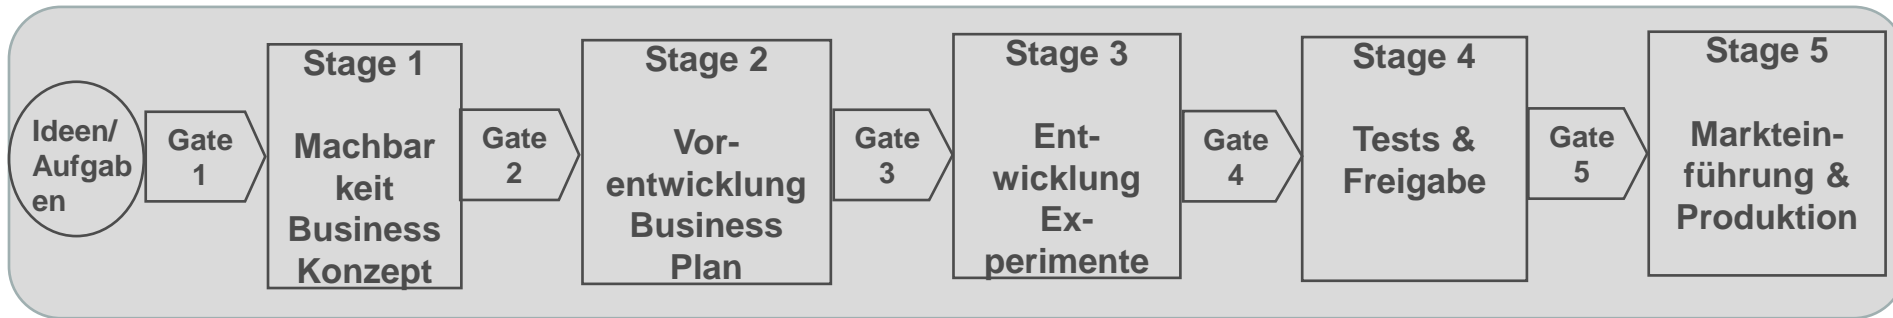 Ideen/
Aufgab
en
Gate
1
Stage 1
Machbar
keit
Business
Konzept
Gate
2
Stage 2
Vor-
entwicklung
Business
Plan
Gate
3
Stage 3
Ent-
wicklung
Ex-
perimente
Gate
4
Stage 4
Tests &
Freigabe
Gate
5
Stage 5
Marktein-
führung &
Produktion